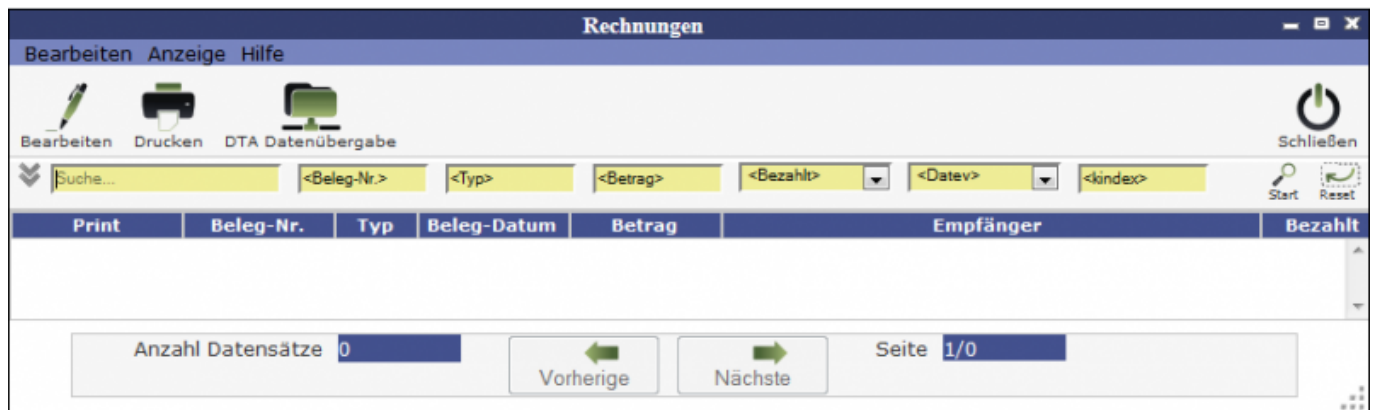 Rechnungen
Bearbeiten Anzeige Hilfe
Bearbeiten Drucken DTA Datenübergabe Schließen
Suche... <Beleg-Nr.> <Typ> <Betrag> <Bezahlt> <Datev> <kindex> Start Reset
Print Beleg-Nr. Typ Beleg-Datum Betrag Empfänger Bezahlt
Anzahl Datensätze 0 Vorherige Nächste Seite 1/0